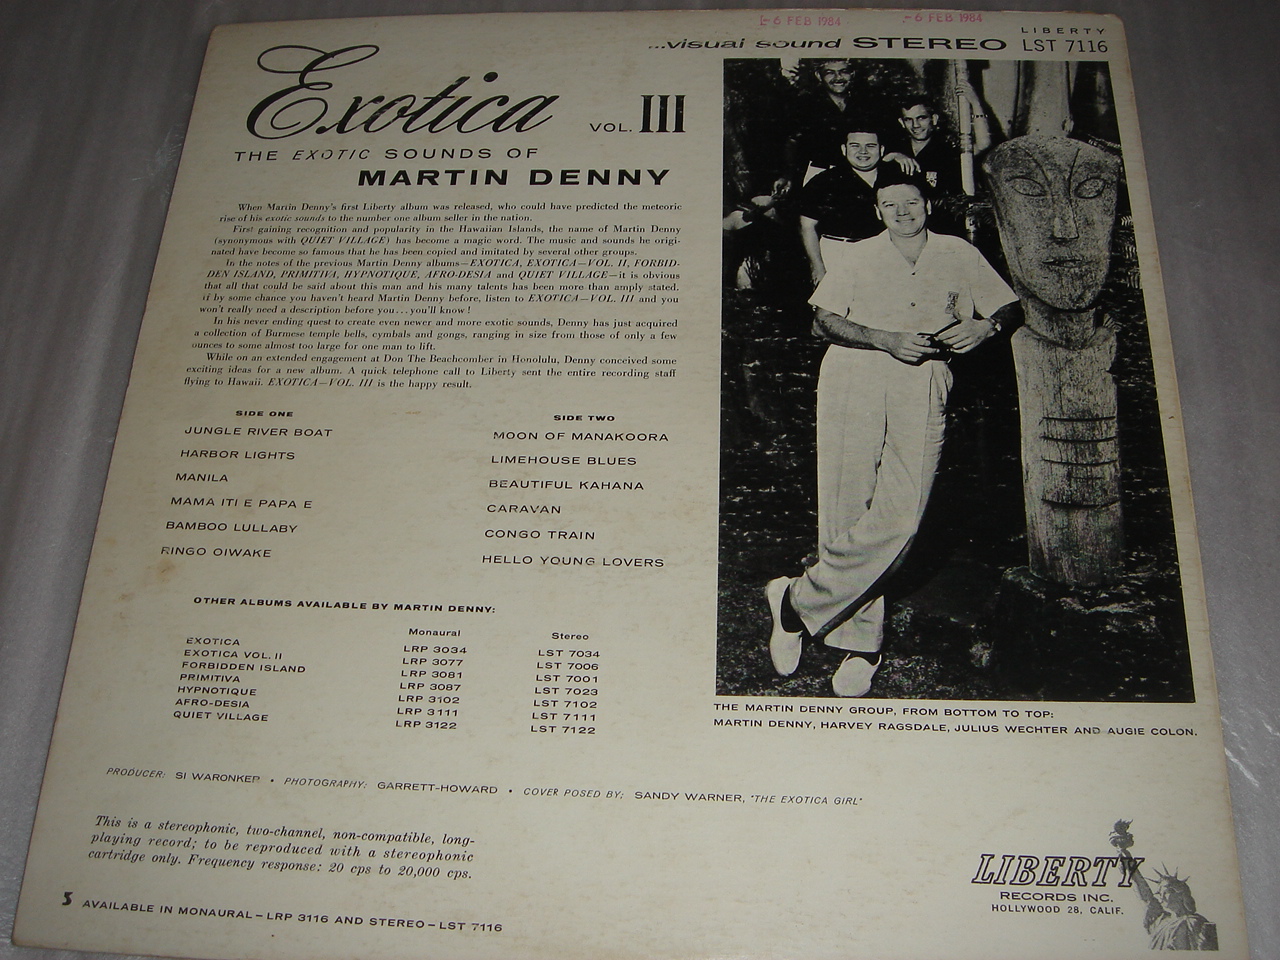 -6 FEB 1984 -6 FEB 1984
LIBERTY
...visual sound STEREO LST 7116
Exotica VOL. III
THE EXOTIC SOUNDS OF
MARTIN DENNY
When Martin Denny's first Liberty album was released, who could have predicted the meteoric
rise of his exotic sounds to the number one album seller in the nation.
First gaining recognition and popularity in the Hawaiian Islands, the name of Martin Denny
(synonymous with QUIET VILLAGE) has become a magic word. The music and sounds he origi-
nated have become so famous that he has been copied and imitated by several other groups.
In the notes of the previous Martin Denny albums—EXOTICA, EXOTICA—VOL. II, FORBID-
DEN ISLAND, PRIMITIVA, HYPNOTIQUE, AFRO-DESIA and QUIET VILLAGE—it is obvious
that all that could be said about this man and his many talents has been more than amply stated.
if by some chance you haven't heard Martin Denny before, listen to EXOTICA—VOL. III and you
won't really need a description before you...you'll know!
In his never ending quest to create even newer and more exotic sounds, Denny has just acquired
a collection of Burmese temple bells, cymbals and gongs, ranging in size from those of only a few
ounces to some almost too large for one man to lift.
While on an extended engagement at Don The Beachcomber in Honolulu, Denny conceived some
exciting ideas for a new album. A quick telephone call to Liberty sent the entire recording staff
flying to Hawaii. EXOTICA—VOL. III is the happy result.
SIDE ONE
JUNGLE RIVER BOAT
HARBOR LIGHTS
MANILA
MAMA ITI E PAPA E
BAMBOO LULLABY
RINGO OIWAKE
SIDE TWO
MOON OF MANAKOORA
LIMEHOUSE BLUES
BEAUTIFUL KAHANA
CARAVAN
CONGO TRAIN
HELLO YOUNG LOVERS
OTHER ALBUMS AVAILABLE BY MARTIN DENNY:
Monaural Stereo
EXOTICA LRP 3034 LST 7034
EXOTICA VOL. II LRP 3077 LST 7006
FORBIDDEN ISLAND LRP 3081 LST 7001
PRIMITIVA LRP 3087 LST 7023
HYPNOTIQUE LRP 3102 LST 7102
AFRO-DESIA LRP 3111 LST 7111
QUIET VILLAGE LRP 3122 LST 7122
THE MARTIN DENNY GROUP, FROM BOTTOM TO TOP:
MARTIN DENNY, HARVEY RAGSDALE, JULIUS WECHTER AND AUGIE COLON.
PRODUCER: SI WARONKER • PHOTOGRAPHY: GARRETT-HOWARD • COVER POSED BY: SANDY WARNER, "THE EXOTICA GIRL"
This is a stereophonic, two-channel, non-compatible, long-
playing record; to be reproduced with a stereophonic
cartridge only. Frequency response: 20 cps to 20,000 cps.
5 AVAILABLE IN MONAURAL—LRP 3116 AND STEREO—LST 7116
LIBERTY
RECORDS INC.
HOLLYWOOD 28, CALIF.